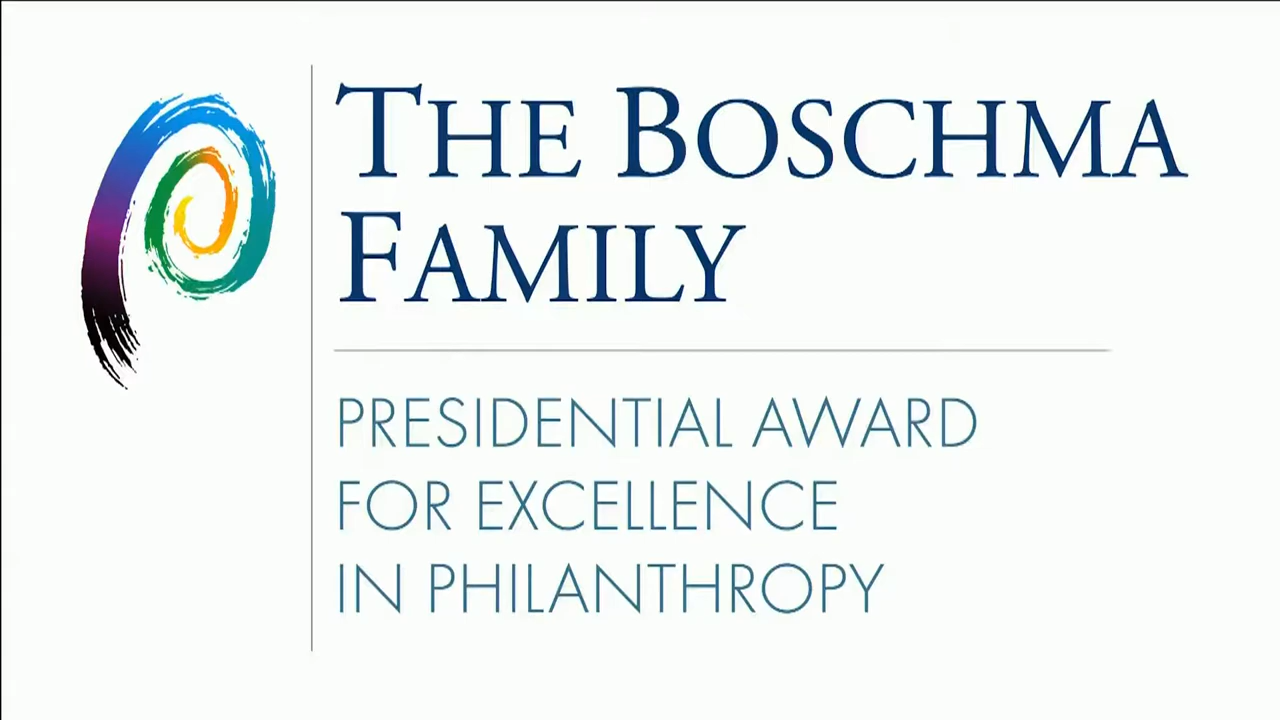 THE BOSCHMA
FAMILY
PRESIDENTIAL AWARD
FOR EXCELLENCE
IN PHILANTHROPY